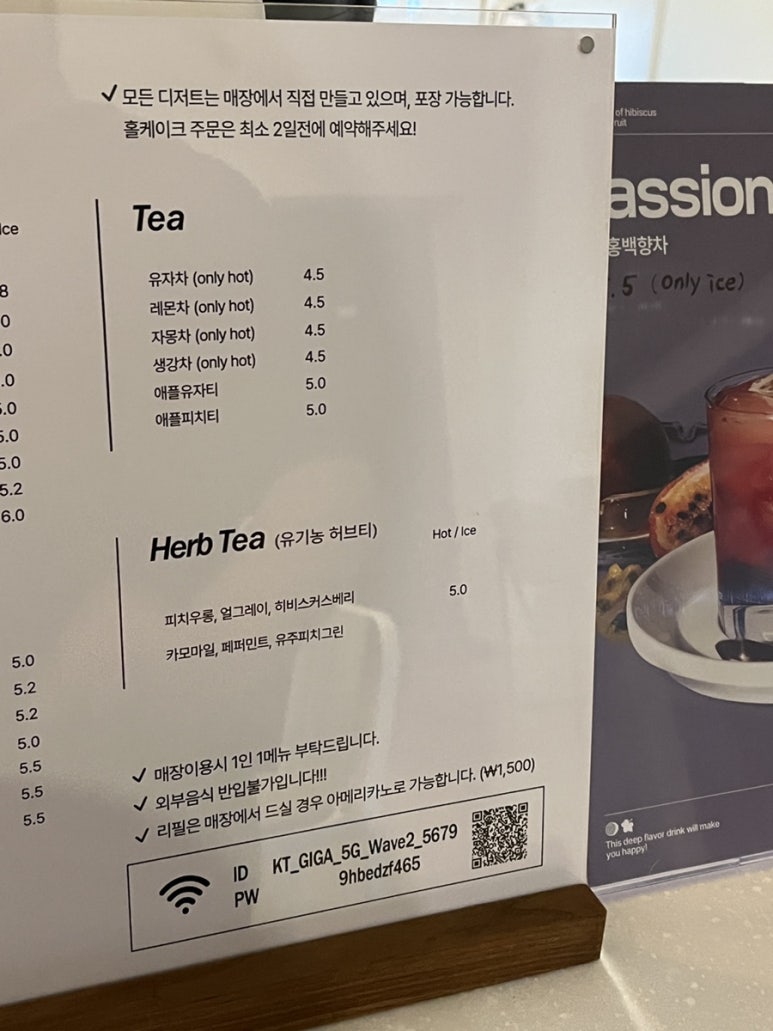 ✓ 모든 디저트는 매장에서 직접 만들고 있으며, 포장 가능합니다.
홀케이크 주문은 최소 2일전에 예약해주세요!
Tea
유자차 (only hot) 4.5
레몬차 (only hot) 4.5
자몽차 (only hot) 4.5
생강차 (only hot) 4.5
애플유자티 5.0
애플피치티 5.0
Herb Tea (유기농 허브티) Hot / Ice
피치우롱, 얼그레이, 히비스커스베리 5.0
카모마일, 페퍼민트, 유주피치그린
✓ 매장이용시 1인 1메뉴 부탁드립니다.
✓ 외부음식 반입불가입니다!!!
✓ 리필은 매장에서 드실 경우 아메리카노로 가능합니다. (₩1,500)
ID KT_GIGA_5G_Wave2_5679
PW 9hbedzf465
Ice
8
0
.0
.0
5.0
5.0
5.0
5.2
6.0
5.0
5.2
5.2
5.0
5.5
5.5
5.5
of hibiscus
ruit
assion
홍백향차
.5 (only ice)
This deep flavor drink will make
you happy!